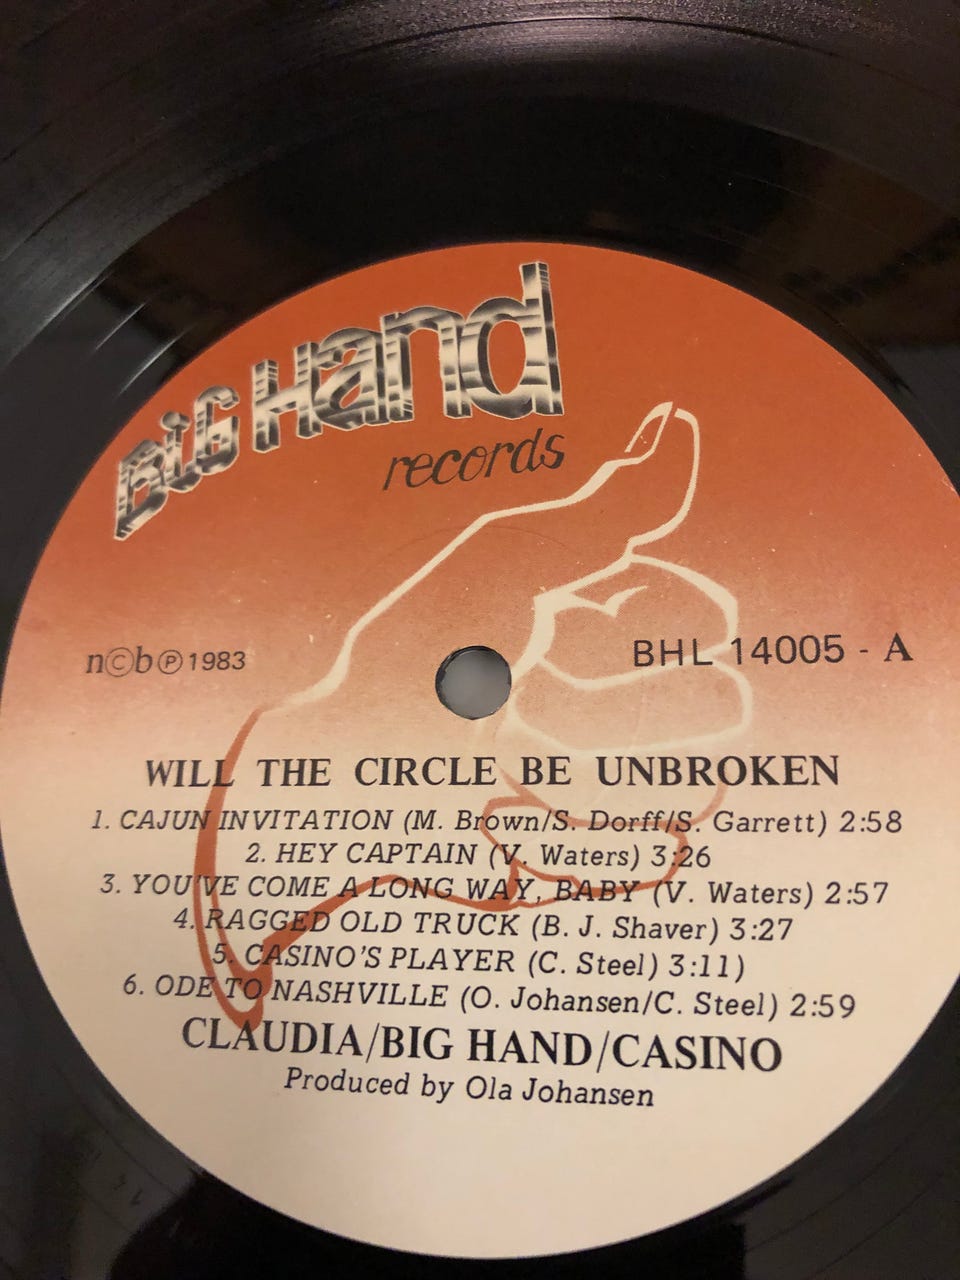 BiG Hand
records
n©b℗1983
BHL 14005 - A
WILL THE CIRCLE BE UNBROKEN
1. CAJUN INVITATION (M. Brown/S. Dorff/S. Garrett) 2:58
2. HEY CAPTAIN (V. Waters) 3:26
3. YOU'VE COME A LONG WAY, BABY (V. Waters) 2:57
4. RAGGED OLD TRUCK (B. J. Shaver) 3:27
5. CASINO'S PLAYER (C. Steel) 3:11)
6. ODE TO NASHVILLE (O. Johansen/C. Steel) 2:59
CLAUDIA/BIG HAND/CASINO
Produced by Ola Johansen